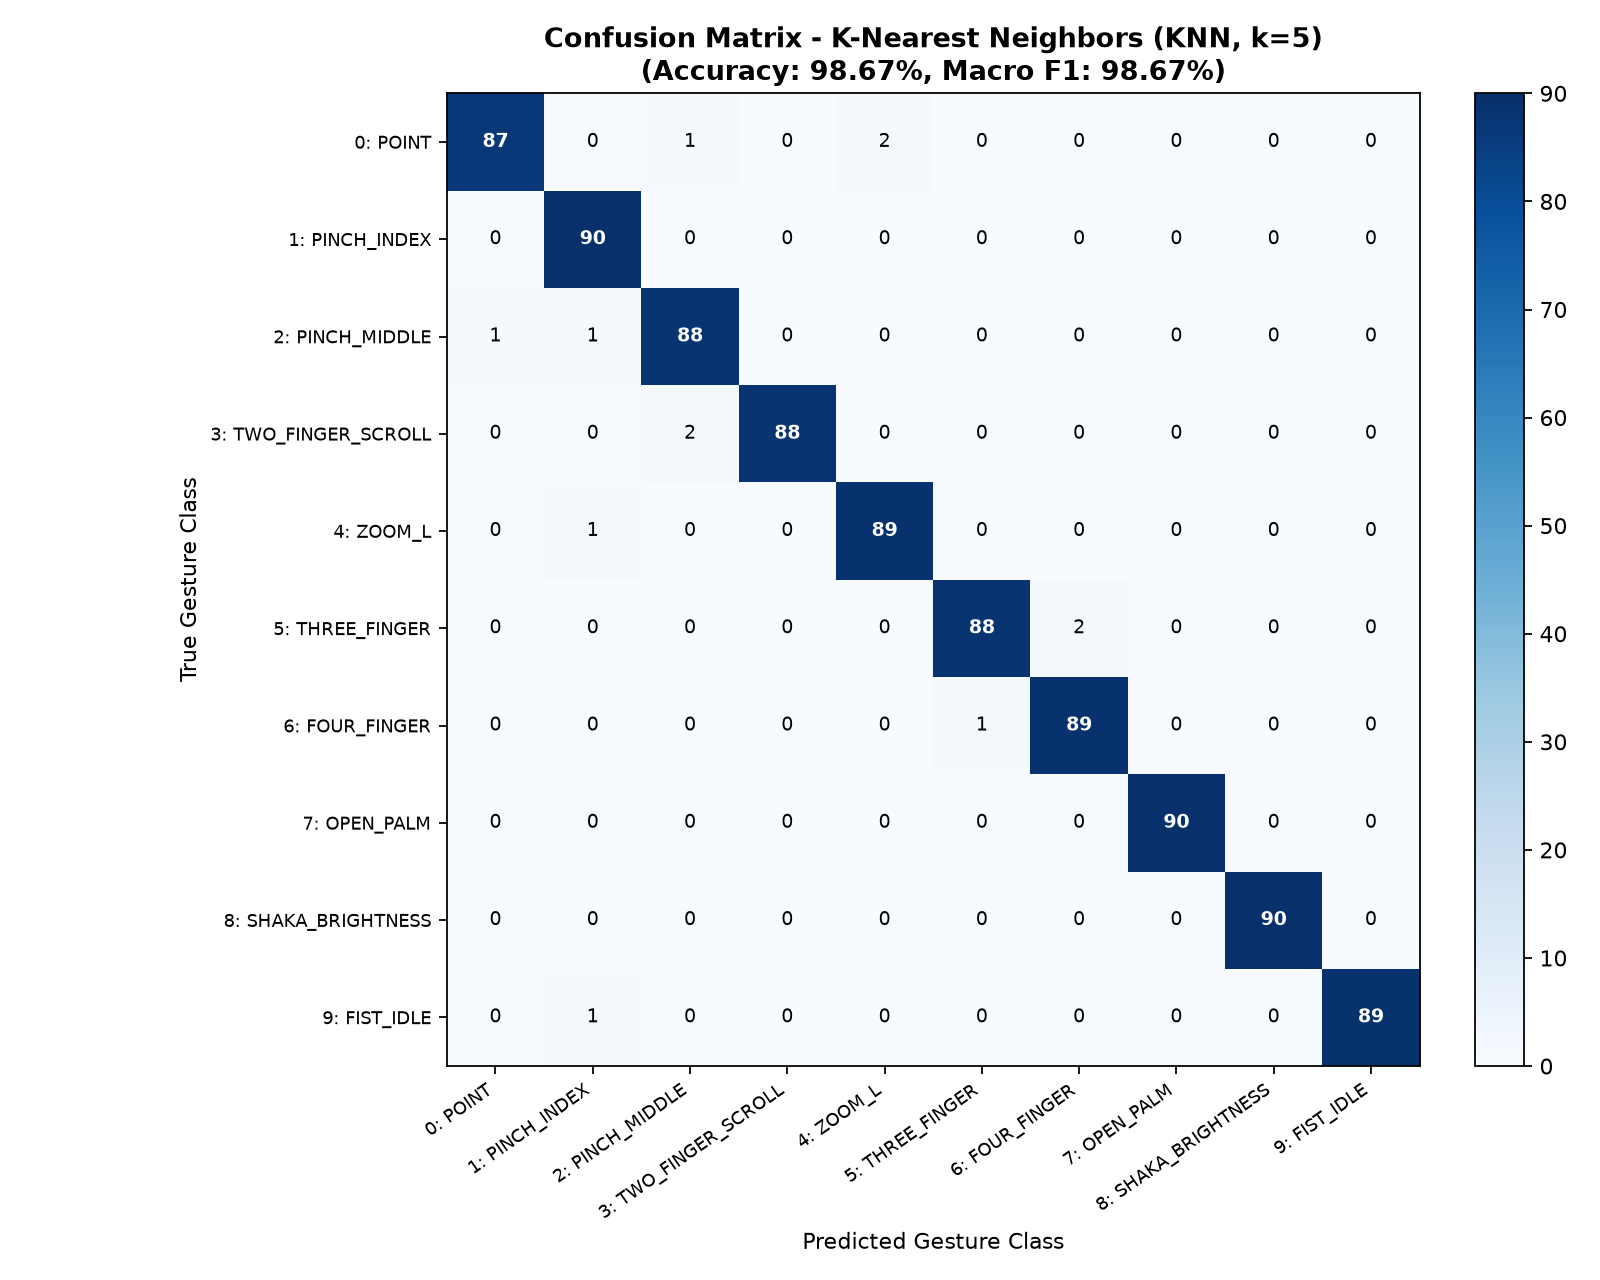 Confusion Matrix - K-Nearest Neighbors (KNN, k=5)
(Accuracy: 98.67%, Macro F1: 98.67%)
True Gesture Class
0: POINT 87 0 1 0 2 0 0 0 0 0
1: PINCH_INDEX 0 90 0 0 0 0 0 0 0 0
2: PINCH_MIDDLE 1 1 88 0 0 0 0 0 0 0
3: TWO_FINGER_SCROLL 0 0 2 88 0 0 0 0 0 0
4: ZOOM_L 0 1 0 0 89 0 0 0 0 0
5: THREE_FINGER 0 0 0 0 0 88 2 0 0 0
6: FOUR_FINGER 0 0 0 0 0 1 89 0 0 0
7: OPEN_PALM 0 0 0 0 0 0 0 90 0 0
8: SHAKA_BRIGHTNESS 0 0 0 0 0 0 0 0 90 0
9: FIST_IDLE 0 1 0 0 0 0 0 0 0 89
0: POINT
1: PINCH_INDEX
2: PINCH_MIDDLE
3: TWO_FINGER_SCROLL
4: ZOOM_L
5: THREE_FINGER
6: FOUR_FINGER
7: OPEN_PALM
8: SHAKA_BRIGHTNESS
9: FIST_IDLE
Predicted Gesture Class
90
80
70
60
50
40
30
20
10
0